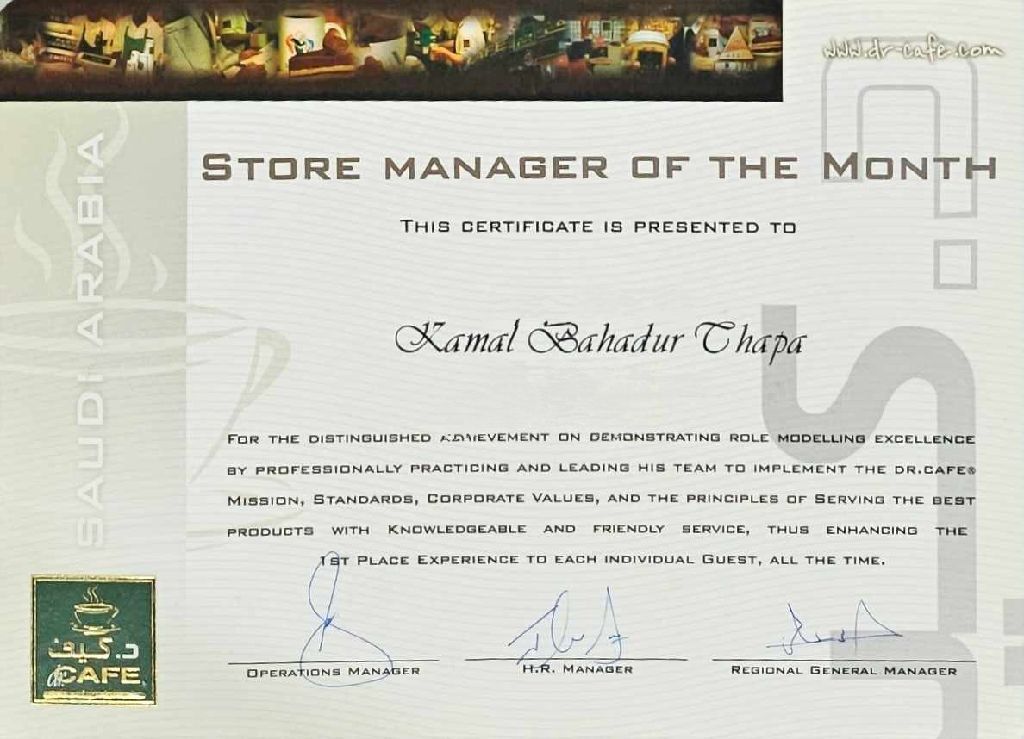 www.dr-cafe.com
SAUDI ARABIA
STORE MANAGER OF THE MONTH
THIS CERTIFICATE IS PRESENTED TO
Kamal Bahadur Thapa
FOR THE DISTINGUISHED ACHIEVEMENT ON DEMONSTRATING ROLE MODELLING EXCELLENCE
BY PROFESSIONALLY PRACTICING AND LEADING HIS TEAM TO IMPLEMENT THE DR.CAFE®
MISSION, STANDARDS, CORPORATE VALUES, AND THE PRINCIPLES OF SERVING THE BEST
PRODUCTS WITH KNOWLEDGEABLE AND FRIENDLY SERVICE, THUS ENHANCING THE
1ST PLACE EXPERIENCE TO EACH INDIVIDUAL GUEST, ALL THE TIME.
د.كيف
dr.CAFE
OPERATIONS MANAGER
H.R. MANAGER
REGIONAL GENERAL MANAGER